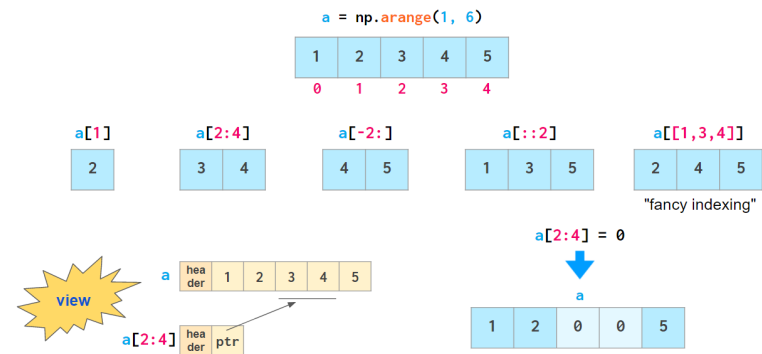 a = np.arange(1, 6)
1 2 3 4 5
0 1 2 3 4
a[1] a[2:4] a[-2:] a[::2] a[[1,3,4]]
2 3 4 4 5 1 3 5 2 4 5
"fancy indexing"
a[2:4] = 0
a
hea
der
1 2 3 4 5
view
a
1 2 0 0 5
a[2:4]
hea
der
ptr